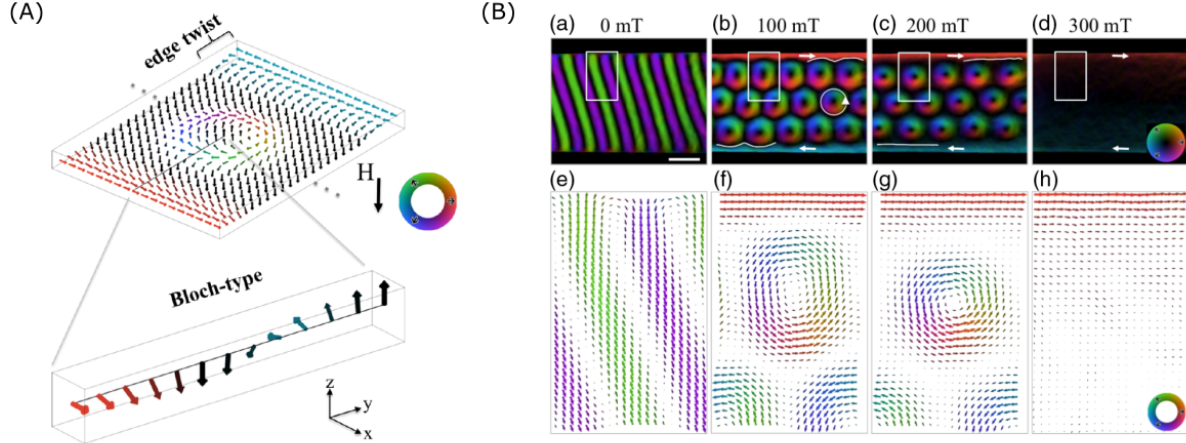 (A)
edge twist
H
Bloch-type
z
y
x
(B)
(a) 0 mT
(b) 100 mT
(c) 200 mT
(d) 300 mT
(e)
(f)
(g)
(h)